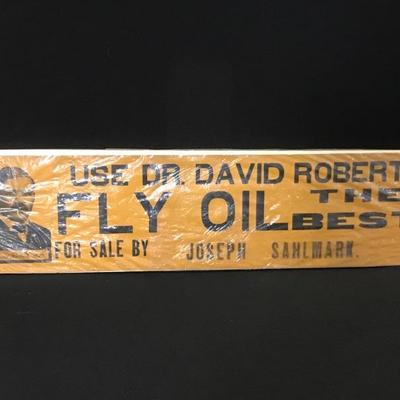 USE DR. DAVID ROBERT
FLY OIL THE BEST
FOR SALE BY JOSEPH SAHLMARK.